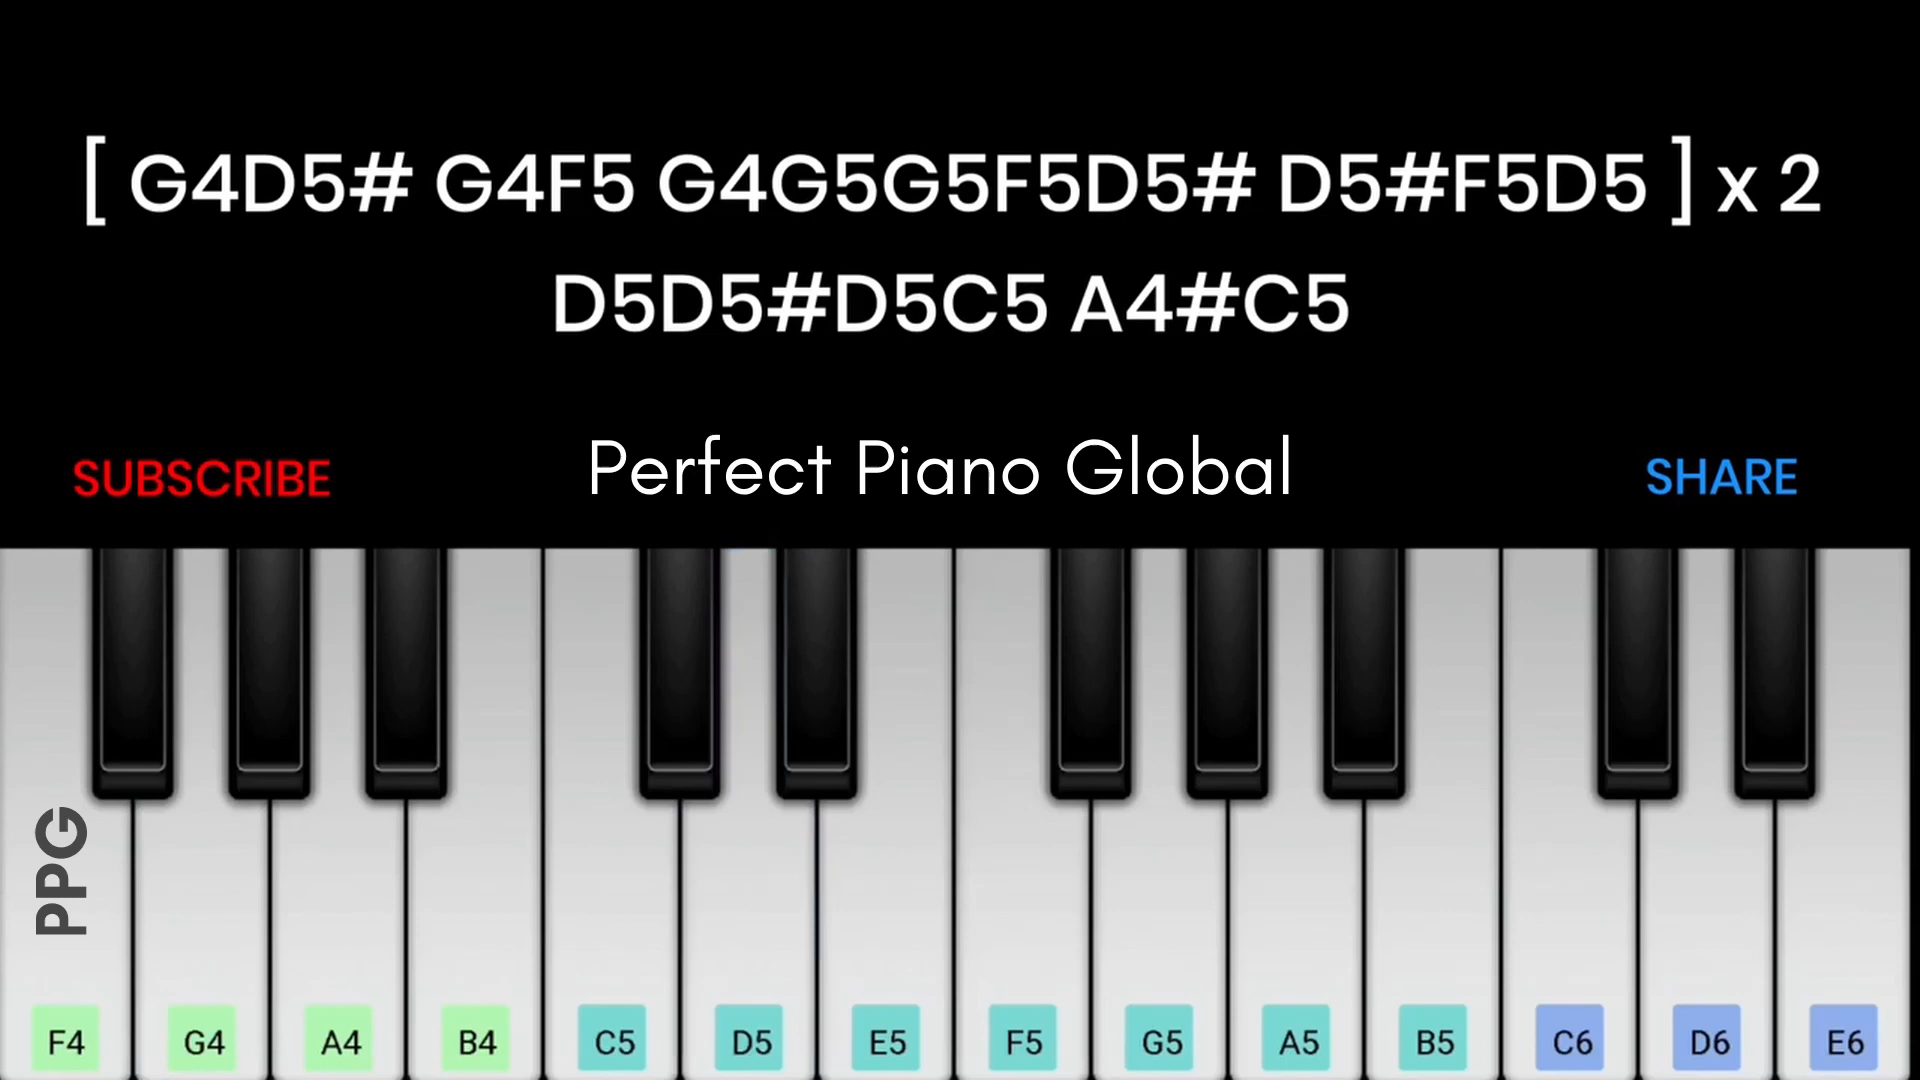 [ G4D5# G4F5 G4G5G5F5D5# D5#F5D5 ] x 2
D5D5#D5C5 A4#C5
SUBSCRIBE
Perfect Piano Global
SHARE
PPG
F4 G4 A4 B4 C5 D5 E5 F5 G5 A5 B5 C6 D6 E6